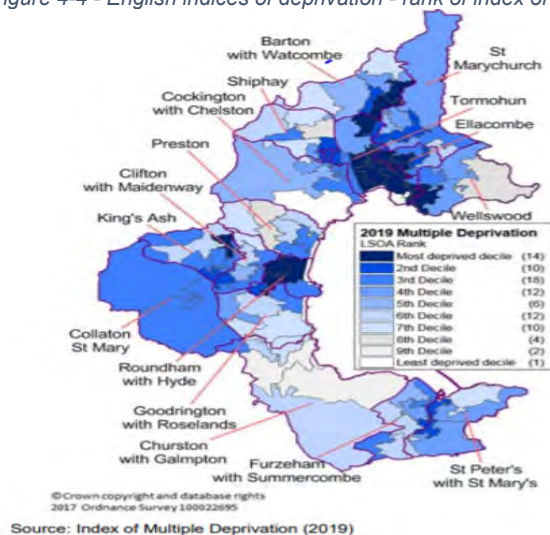 igure 4-4 - English indices of deprivation - rank of index of
Barton
with Watcombe
St
Marychurch
Shiphay
Cockington
with Chelston
Tormohun
Ellacombe
Preston
Clifton
with Maidenway
King's Ash
Wellswood
2019 Multiple Deprivation
LSOA Rank
Most deprived decile (14)
2nd Decile (10)
3rd Decile (18)
4th Decile (12)
5th Decile (6)
6th Decile (12)
7th Decile (10)
8th Decile (4)
9th Decile (2)
Least deprived decile (1)
Collaton
St Mary
Roundham
with Hyde
Goodrington
with Roselands
Churston
with Galmpton
Furzeham
with Summercombe
St Peter's
with St Mary's
©Crown copyright and database rights
2017 Ordnance Survey 100022695
Source: Index of Multiple Deprivation (2019)